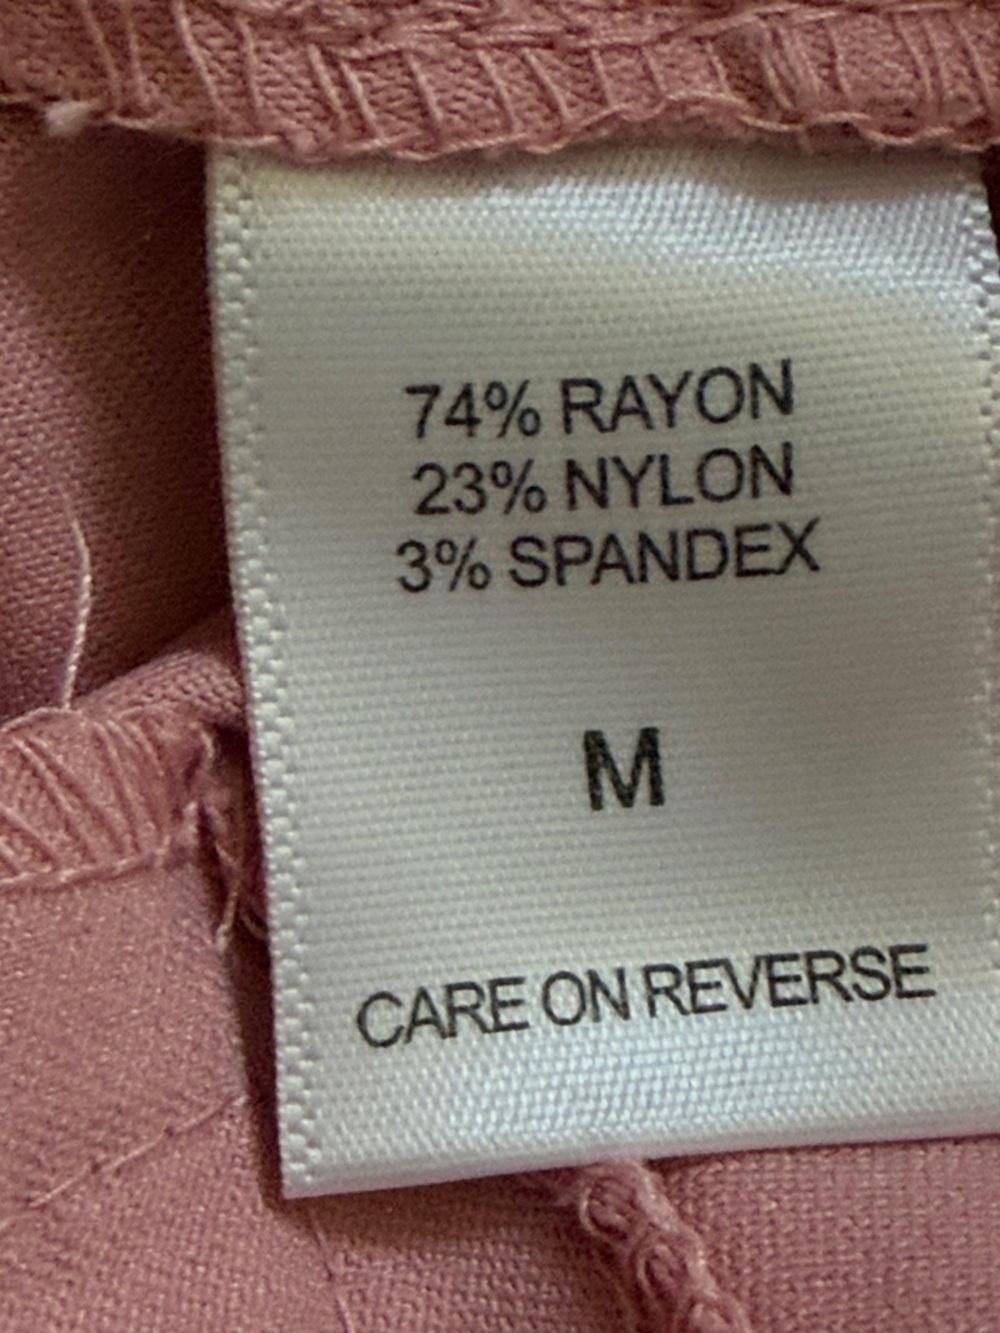 74% RAYON
23% NYLON
3% SPANDEX
M
CARE ON REVERSE